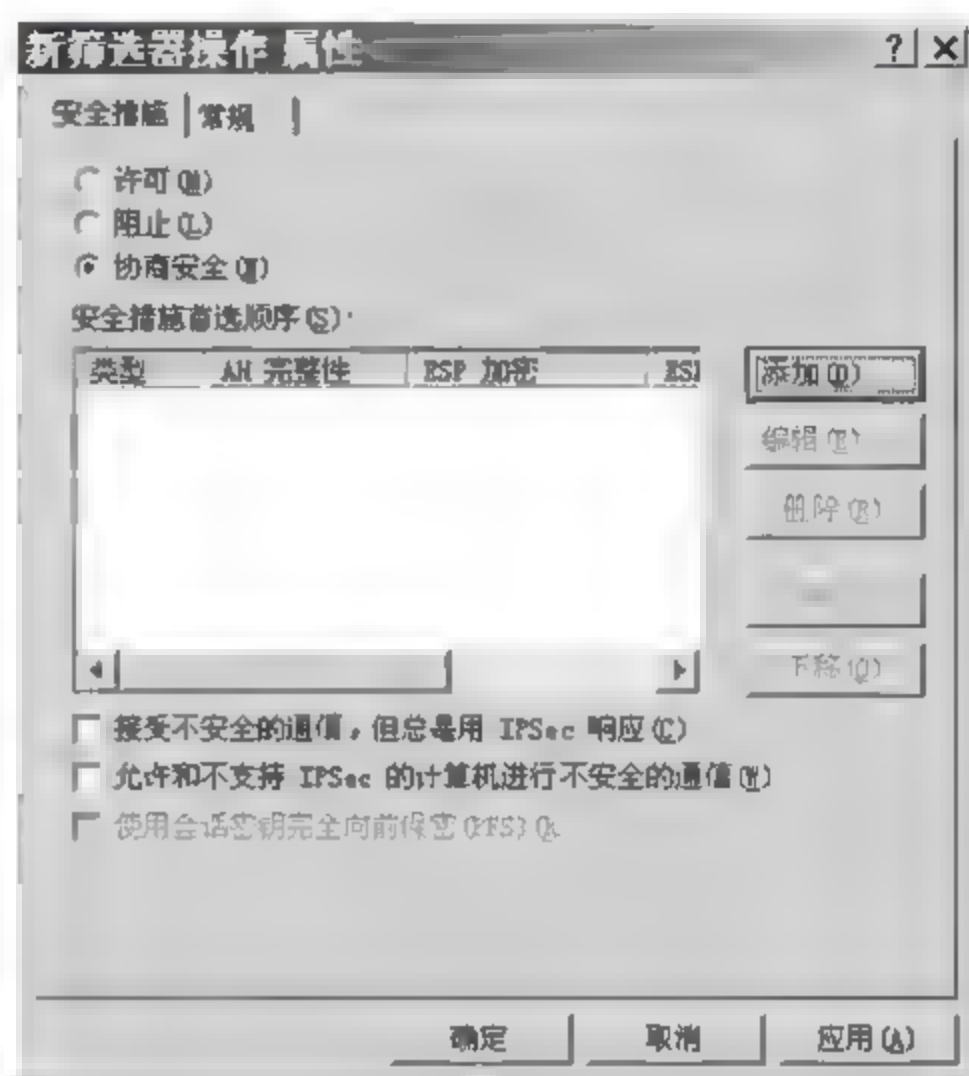 新筛选器操作 属性
? ×
安全措施 常规
许可(M)
阻止(L)
协商安全(N)
安全措施首选顺序(S):
类型 AH 完整性 ESP 加密 ESI
添加(D)
编辑(E)
删除(R)
下移(O)
接受不安全的通信，但总是用 IPSec 响应(C)
允许和不支持 IPSec 的计算机进行不安全的通信(W)
使用会话密钥完全向前保密(PFS)(K
确定 取消 应用(A)